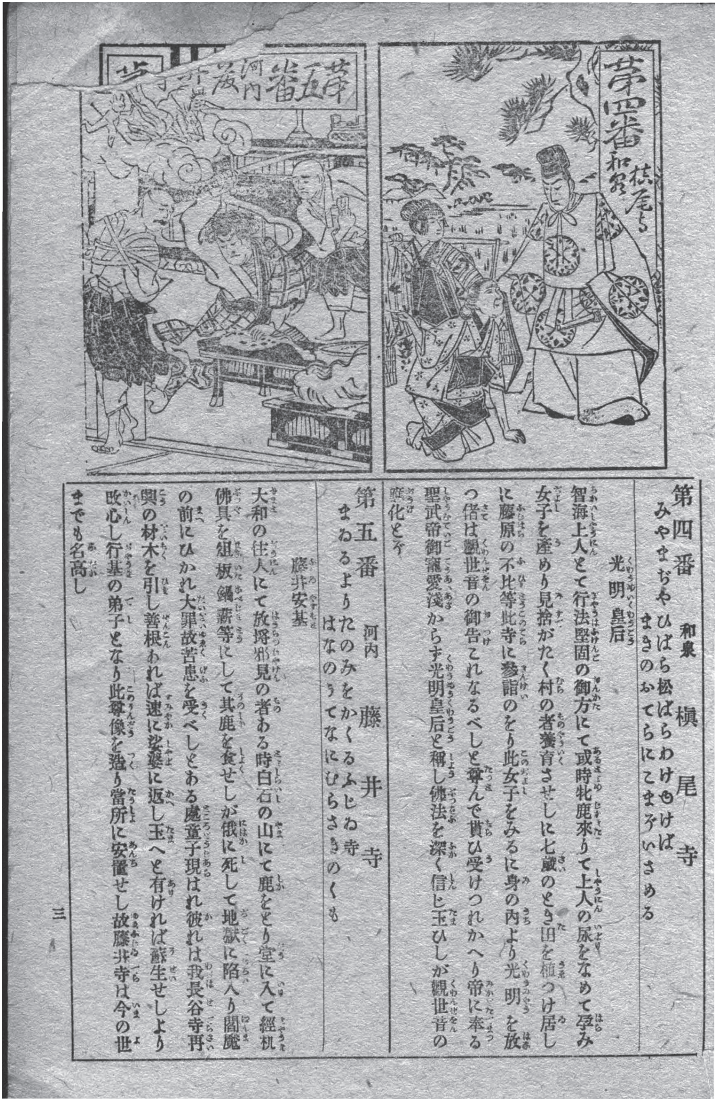 第四番
和泉
槙尾寺
第五番
河内
第四番 和泉 槇尾寺
みやまぢやひばら松ばらわけゆけば
まきのおてらにこまぞいさめる
光明皇后
智海上人とて行法堅固の御方にて或時牝鹿來りて上人の尿をなめて孕み
女子を產めり見捨がたく村の者養育させしに七歲のとき田を植つけ居し
に藤原の不比等此寺に參詣のをり此女子をみるに身の內より光明を放
つ偖は觀世音の御告これなるべしと尊んで貰ひ受けつれかへり帝に奉る
聖武帝御寵愛淺からず光明皇后と稱し佛法を深く信じ玉ひしが觀世音の
變化とぞ
第五番 河内 藤井寺
まゐるよりたのみをかくるふじゐ寺
はなのうてなにむらさきのくも
藤井安基
大和の住人にて放埓邪見の者ある時白石の山にて鹿をとり堂に入て經机
佛具を俎板鍋薪等にして其鹿を食せしが俄に死して地獄に陷入り閻魔
の前にひかれ大罪故苦患を受べしとある處童子現はれ彼れは我長谷寺再
興の材木を引し善根あれば速に娑婆に返し玉へと有ければ蘇生せしより
改心し行基の弟子となり此尊像を造り當所に安置せし故藤井寺は今の世
までも名高し
三